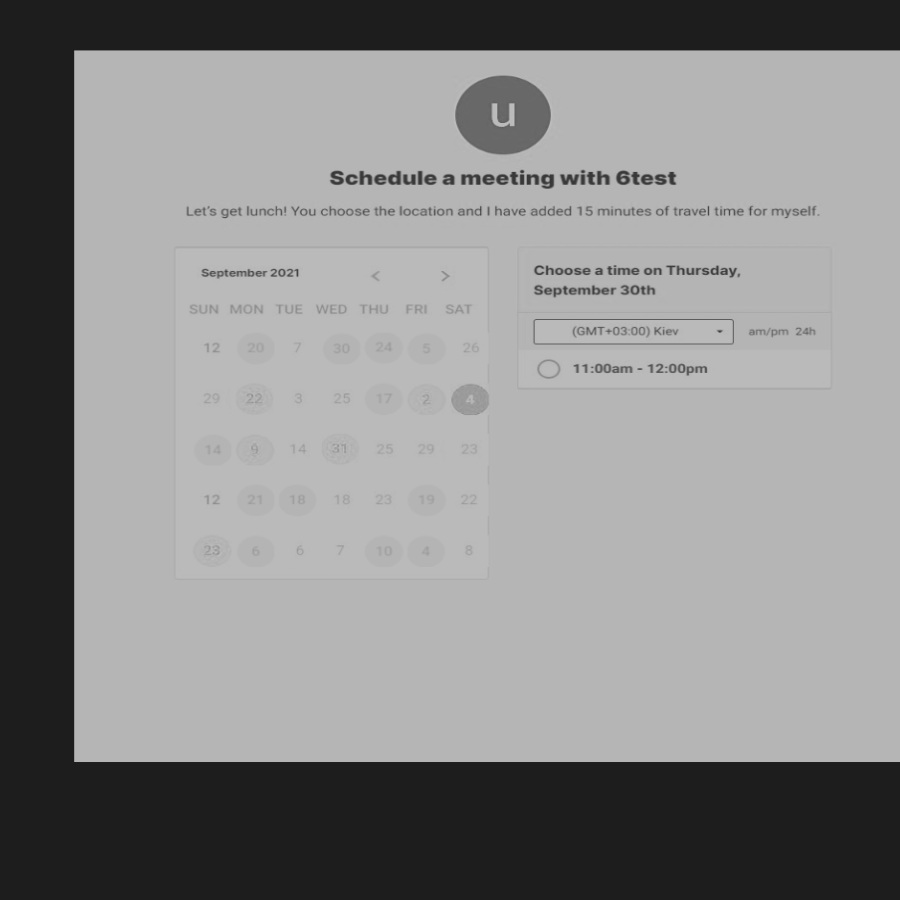 u
Schedule a meeting with 6test
Let's get lunch! You choose the location and I have added 15 minutes of travel time for myself.
September 2021 < >
SUN MON TUE WED THU FRI SAT
12 20 7 30 24 5 26
29 22 3 25 17 2 4
14 9 14 31 25 29 23
12 21 18 18 23 19 22
23 6 6 7 10 4 8
Choose a time on Thursday,
September 30th
(GMT+03:00) Kiev am/pm 24h
11:00am - 12:00pm